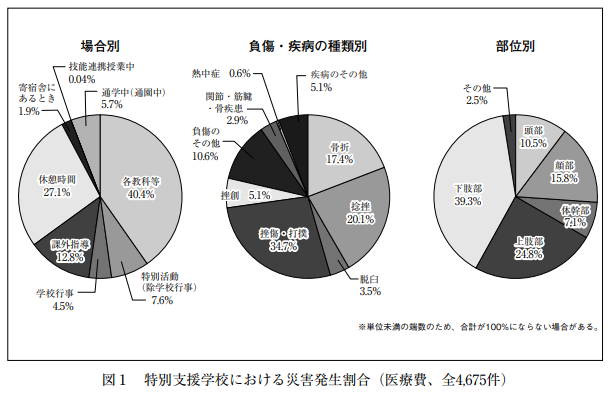 場合別
技能連携授業中
0.04%
寄宿舎に
あるとき
1.9%
通学中(通園中)
5.7%
休憩時間
27.1%
各教科等
40.4%
課外指導
12.8%
学校行事
4.5%
特別活動
(除学校行事)
7.6%
負傷・疾病の種類別
熱中症 0.6%
疾病のその他
5.1%
関節・筋腱
・骨疾患
2.9%
負傷の
その他
10.6%
骨折
17.4%
挫創 5.1%
捻挫
20.1%
挫傷・打撲
34.7%
脱臼
3.5%
部位別
その他
2.5%
頭部
10.5%
顔部
15.8%
下肢部
39.3%
体幹部
7.1%
上肢部
24.8%
※単位未満の端数のため、合計が100%にならない場合がある。
図1 特別支援学校における災害発生割合(医療費、全4,675件)